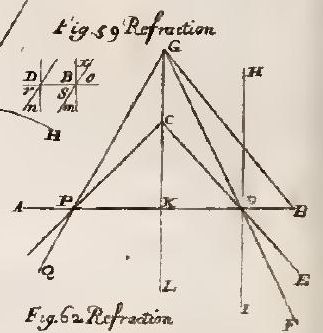 Fig. 59 Refraction
G
D B y
r S o
n m
H
H
C
A P K D B
Q L I E
F
Fig. 62 Refraction